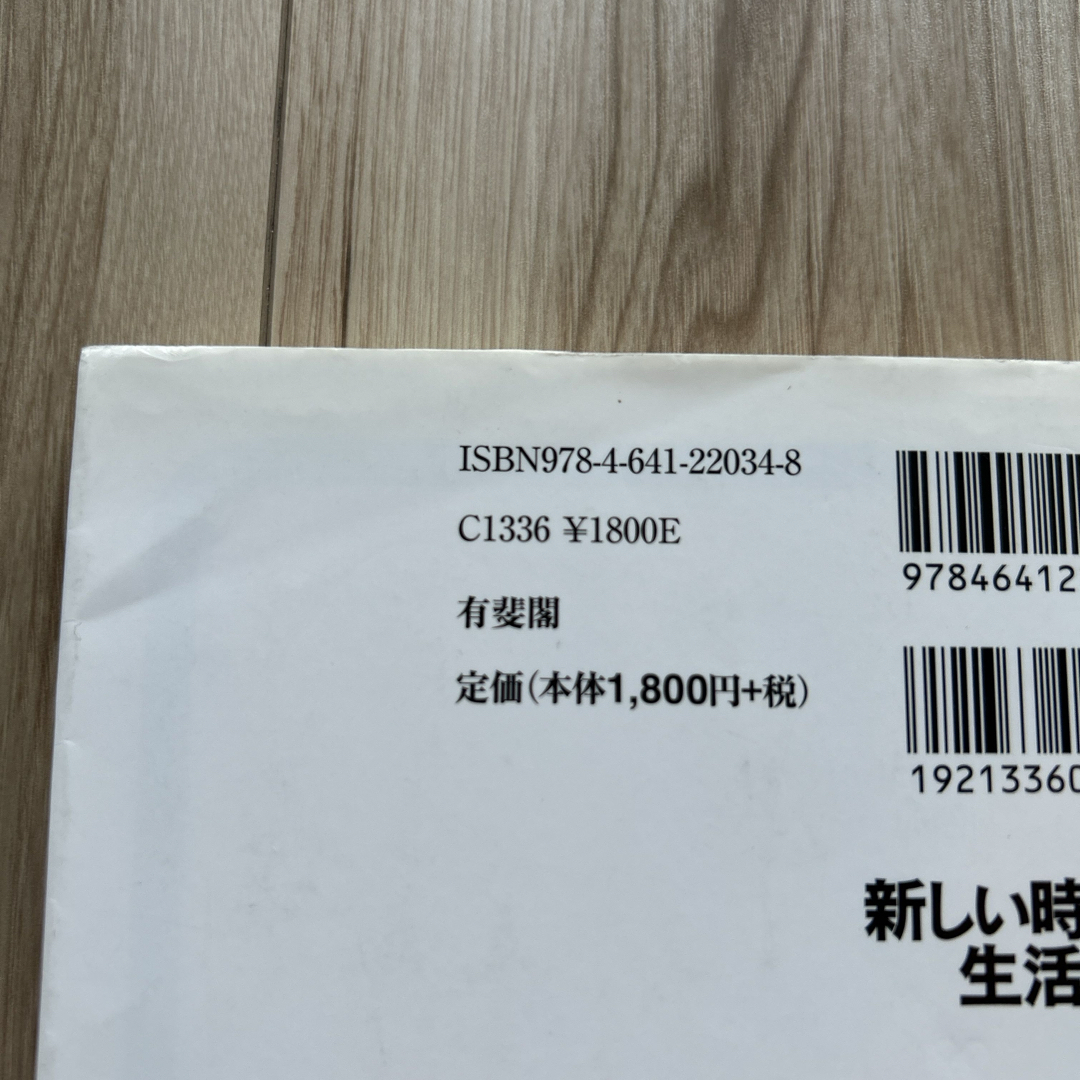 ISBN978-4-641-22034-8
C1336 ¥1800E
有斐閣
定価(本体1,800円+税)
97846412
19213360
新しい時
生活